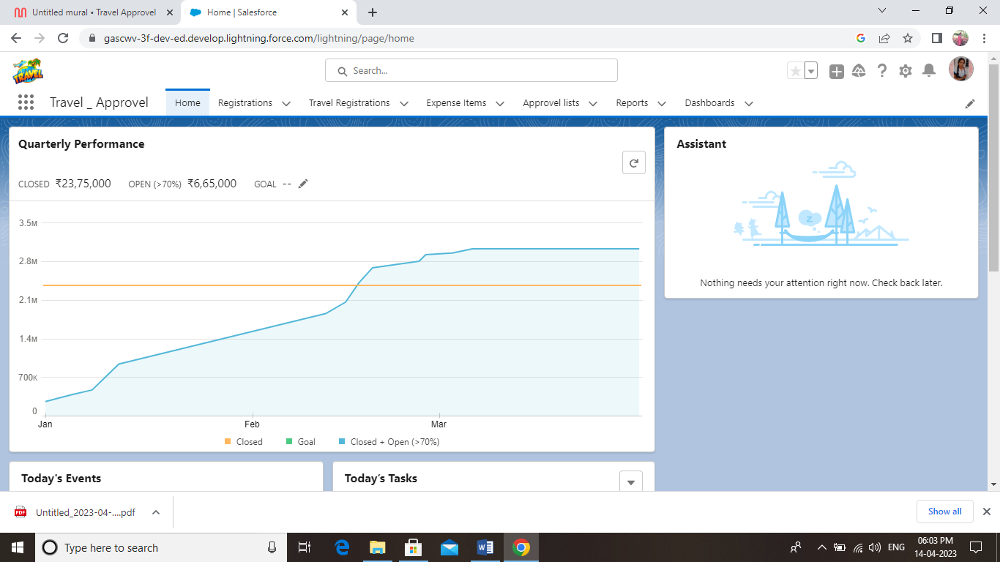 Untitled mural • Travel Approvel
Home | Salesforce
gascwv-3f-dev-ed.develop.lightning.force.com/lightning/page/home
TRAVEL
Search...
Travel _ Approvel
Home
Registrations
Travel Registrations
Expense Items
Approvel lists
Reports
Dashboards
Quarterly Performance
CLOSED ₹23,75,000 OPEN (>70%) ₹6,65,000 GOAL --
3.5M
2.8M
2.1M
1.4M
700K
0
Jan Feb Mar
Closed Goal Closed + Open (>70%)
Assistant
z
Nothing needs your attention right now. Check back later.
Today's Events
Today's Tasks
PDF
Untitled_2023-04-....pdf
Show all
Type here to search
ENG
06:03 PM
14-04-2023